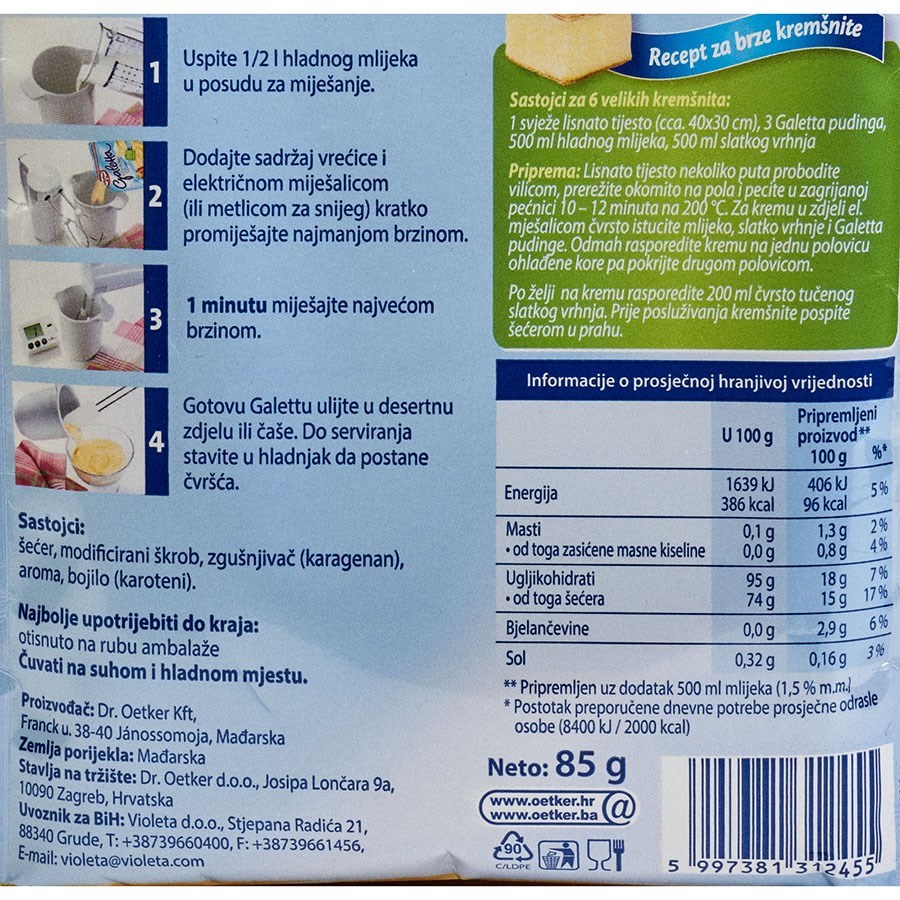 1
Uspite 1/2 l hladnog mlijeka
u posudu za miješanje.
Galetta
2
Dodajte sadržaj vrećice i
električnom miješalicom
(ili metlicom za snijeg) kratko
promiješajte najmanjom brzinom.
3
1 minutu miješajte najvećom
brzinom.
4
Gotovu Galettu ulijte u desertnu
zdjelu ili čaše. Do serviranja
stavite u hladnjak da postane
čvršća.
Sastojci:
šećer, modificirani škrob, zgušnjivač (karagenan),
aroma, bojilo (karoteni).
Najbolje upotrijebiti do kraja:
otisnuto na rubu ambalaže
Čuvati na suhom i hladnom mjestu.
Proizvođač: Dr. Oetker Kft,
Franck u. 38-40 Jánossomoja, Mađarska
Zemlja porijekla: Mađarska
Stavlja na tržište: Dr. Oetker d.o.o., Josipa Lončara 9a,
10090 Zagreb, Hrvatska
Uvoznik za BiH: Violeta d.o.o., Stjepana Radića 21,
88340 Grude, T: +38739660400, F: +38739661456,
E-mail: violeta@violeta.com
Recept za brze kremšnite
Sastojci za 6 velikih kremšnita:
1 svježe lisnato tijesto (cca. 40x30 cm), 3 Galetta pudinga,
500 ml hladnog mlijeka, 500 ml slatkog vrhnja
Priprema: Lisnato tijesto nekoliko puta probodite
vilicom, prerežite okomito na pola i pecite u zagrijanoj
pećnici 10 – 12 minuta na 200 °C. Za kremu u zdjeli el.
mješalicom čvrsto istucite mlijeko, slatko vrhnje i Galetta
pudinge. Odmah rasporedite kremu na jednu polovicu
ohlađene kore pa pokrijte drugom polovicom.
Po želji na kremu rasporedite 200 ml čvrsto tučenog
slatkog vrhnja. Prije posluživanja kremšnite pospite
šećerom u prahu.
Informacije o prosječnoj hranjivoj vrijednosti
U 100 g Pripremljeni proizvod** 100 g %*
Energija 1639 kJ 406 kJ 5 %
386 kcal 96 kcal
Masti 0,1 g 1,3 g 2 %
• od toga zasićene masne kiseline 0,0 g 0,8 g 4 %
Ugljikohidrati 95 g 18 g 7 %
• od toga šećera 74 g 15 g 17 %
Bjelančevine 0,0 g 2,9 g 6 %
Sol 0,32 g 0,16 g 3 %
** Pripremljen uz dodatak 500 ml mlijeka (1,5 % m.m.)
* Postotak preporučene dnevne potrebe prosječne odrasle
osobe (8400 kJ / 2000 kcal)
Neto: 85 g
www.oetker.hr
www.oetker.ba @
90
C/LDPE
5 997381 312455